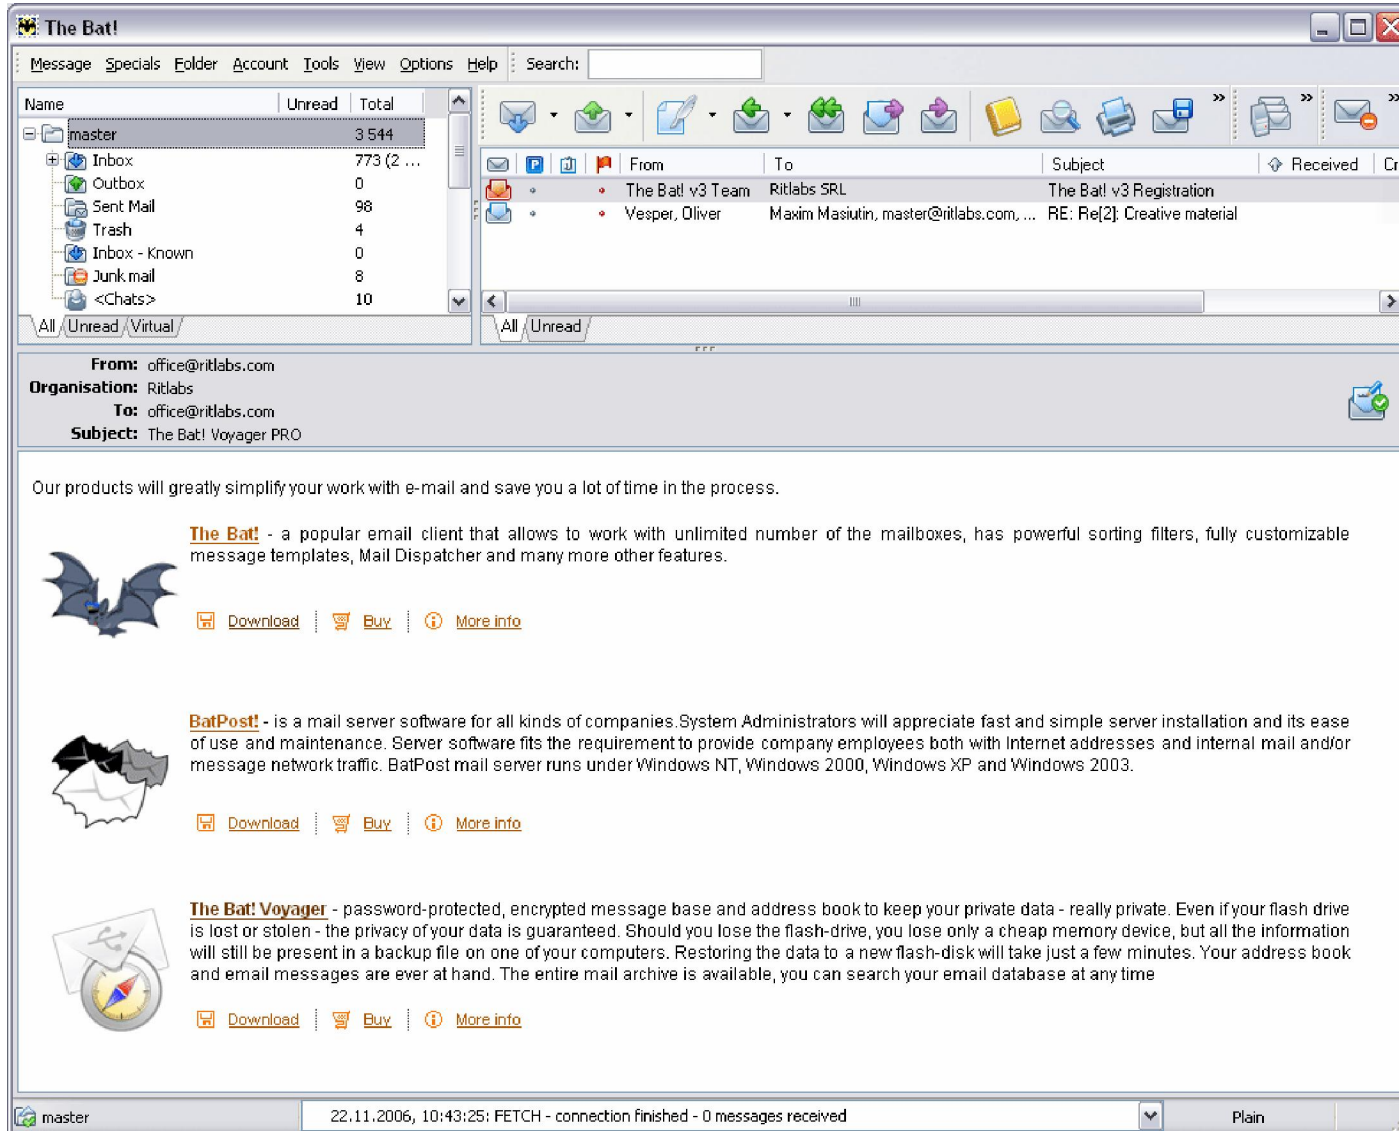 The Bat!
Message Specials Folder Account Tools View Options Help Search:
Name Unread Total
master 3 544
Inbox 773 (2 ...
Outbox 0
Sent Mail 98
Trash 4
Inbox - Known 0
Junk mail 8
<Chats> 10
All Unread Virtual
From To Subject Received Cr
The Bat! v3 Team Ritlabs SRL The Bat! v3 Registration
Vesper, Oliver Maxim Masiutin, master@ritlabs.com, ... RE: Re[2]: Creative material
All Unread
From: office@ritlabs.com
Organisation: Ritlabs
To: office@ritlabs.com
Subject: The Bat! Voyager PRO
Our products will greatly simplify your work with e-mail and save you a lot of time in the process.
The Bat! - a popular email client that allows to work with unlimited number of the mailboxes, has powerful sorting filters, fully customizable
message templates, Mail Dispatcher and many more other features.
Download Buy More info
BatPost! - is a mail server software for all kinds of companies.System Administrators will appreciate fast and simple server installation and its ease
of use and maintenance. Server software fits the requirement to provide company employees both with Internet addresses and internal mail and/or
message network traffic. BatPost mail server runs under Windows NT, Windows 2000, Windows XP and Windows 2003.
Download Buy More info
The Bat! Voyager - password-protected, encrypted message base and address book to keep your private data - really private. Even if your flash drive
is lost or stolen - the privacy of your data is guaranteed. Should you lose the flash-drive, you lose only a cheap memory device, but all the information
will still be present in a backup file on one of your computers. Restoring the data to a new flash-disk will take just a few minutes. Your address book
and email messages are ever at hand. The entire mail archive is available, you can search your email database at any time
Download Buy More info
master 22.11.2006, 10:43:25: FETCH - connection finished - 0 messages received Plain